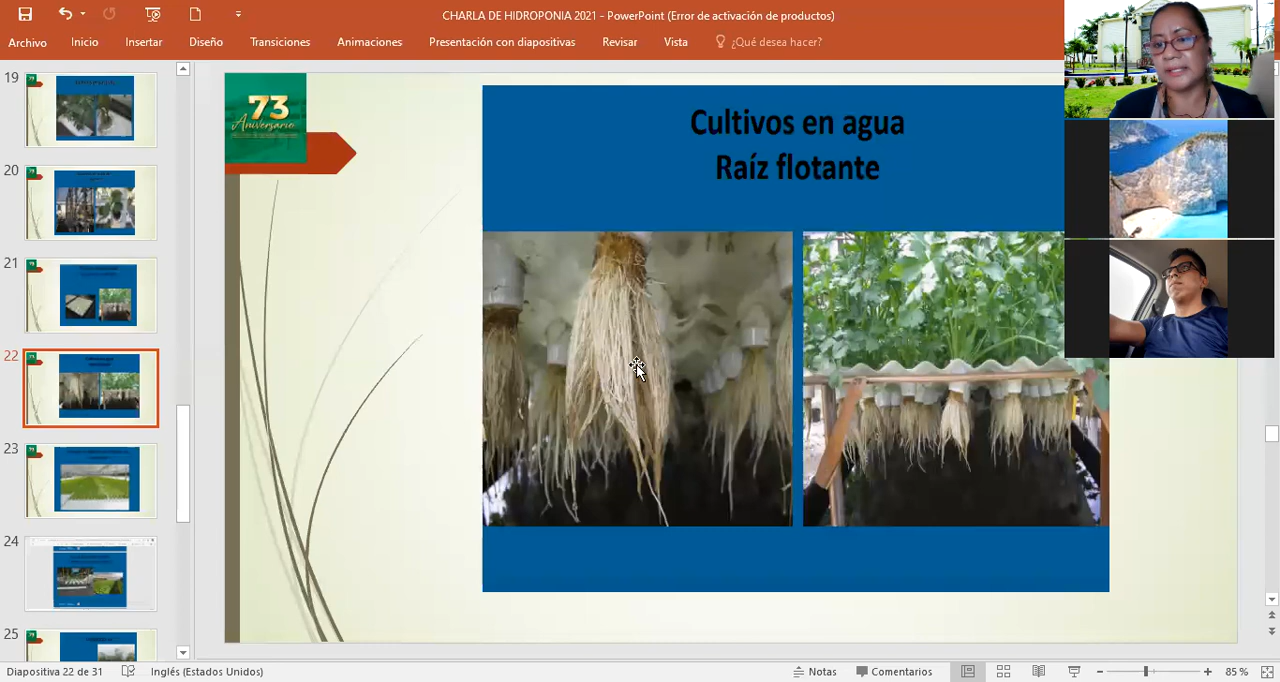 CHARLA DE HIDROPONIA 2021 - PowerPoint (Error de activación de productos)
Archivo Inicio Insertar Diseño Transiciones Animaciones Presentación con diapositivas Revisar Vista ¿Qué desea hacer?
19
20
21
22
23
24
25
73
Aniversario
Cultivos en agua
Raíz flotante
Diapositiva 22 de 31 Inglés (Estados Unidos) Notas Comentarios 85 %